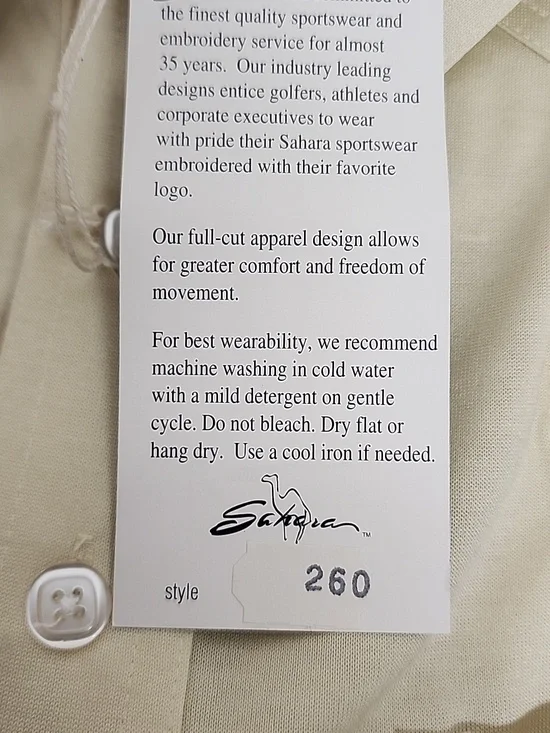 the finest quality sportswear and
embroidery service for almost
35 years. Our industry leading
designs entice golfers, athletes and
corporate executives to wear
with pride their Sahara sportswear
embroidered with their favorite
logo.
Our full-cut apparel design allows
for greater comfort and freedom of
movement.
For best wearability, we recommend
machine washing in cold water
with a mild detergent on gentle
cycle. Do not bleach. Dry flat or
hang dry. Use a cool iron if needed.
Sahara ™
style 260